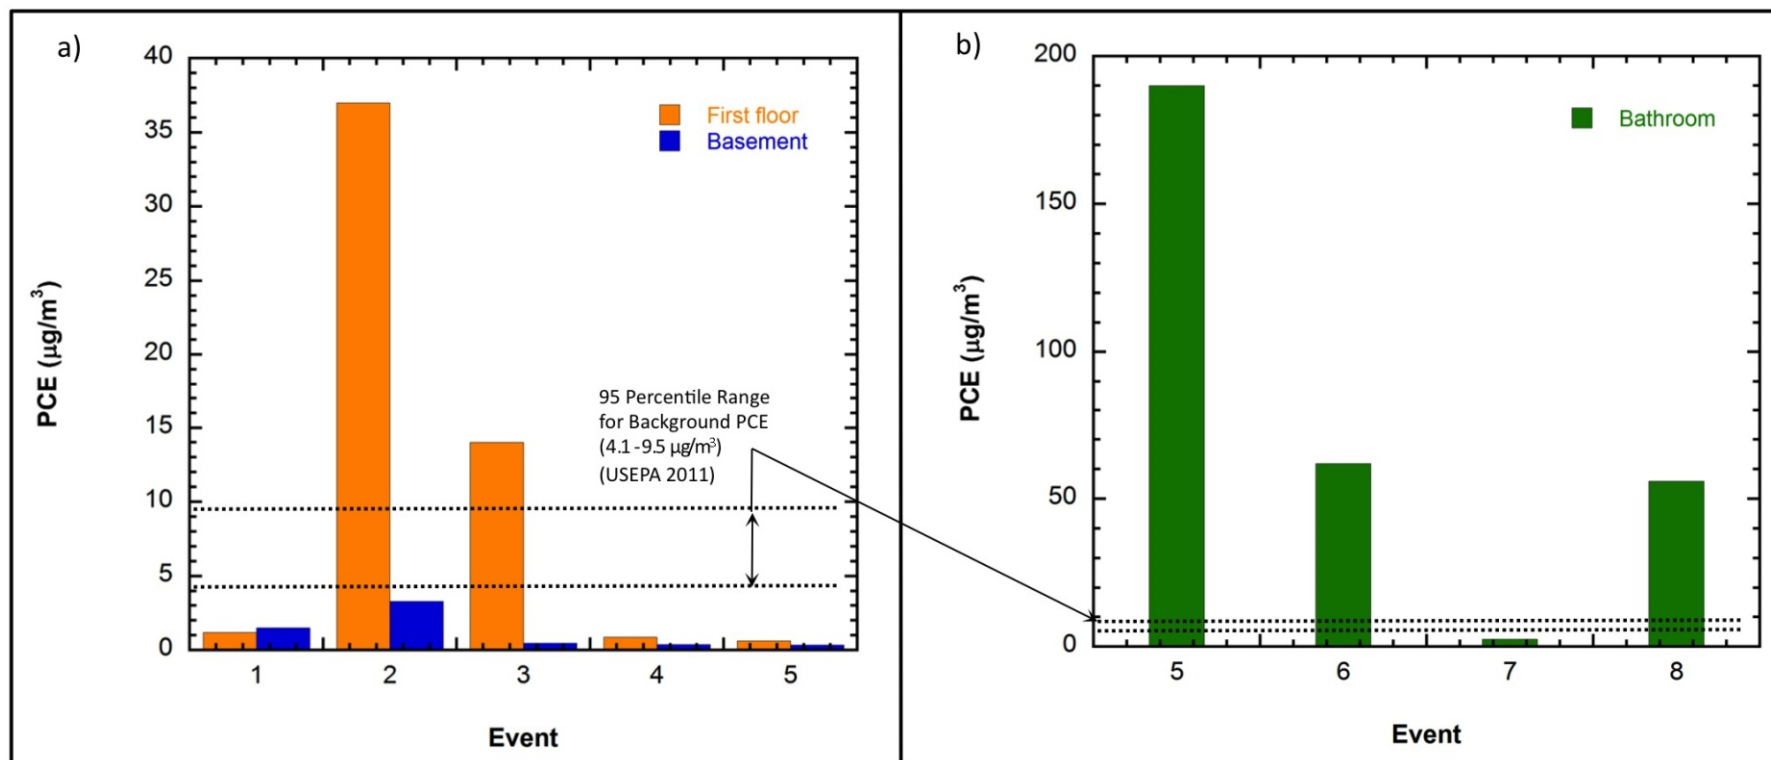 a)
40
35
30
25
20
15
10
5
0
PCE (µg/m³)
First floor
Basement
95 Percentile Range
for Background PCE
(4.1-9.5 µg/m³)
(USEPA 2011)
1 2 3 4 5
Event
b)
200
150
100
50
0
PCE (µg/m³)
Bathroom
5 6 7 8
Event